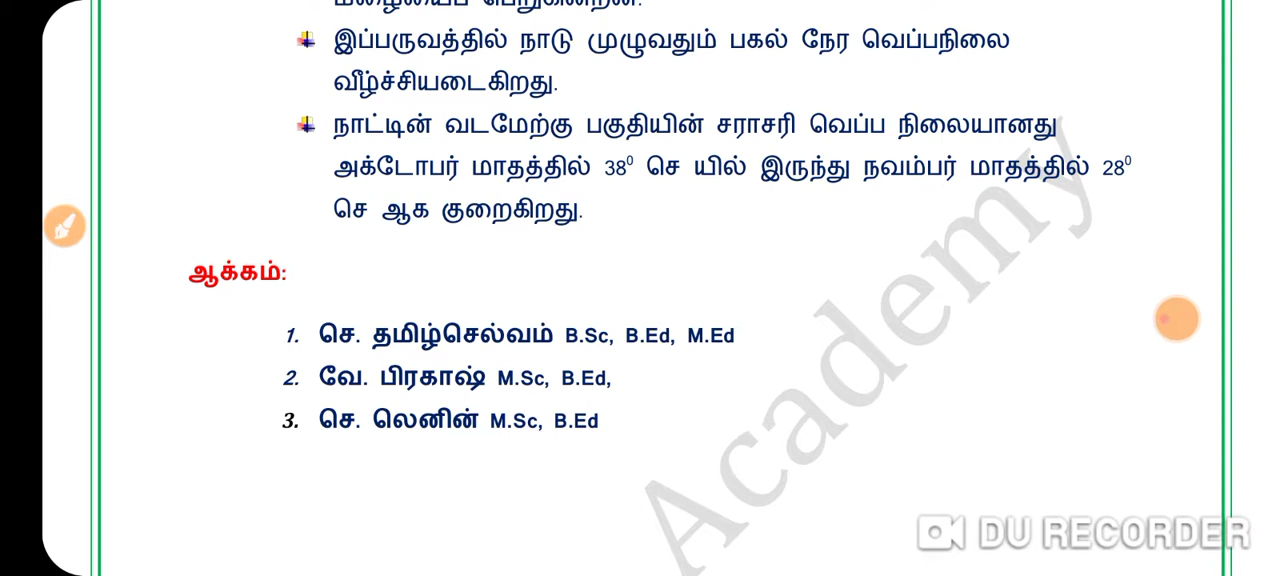 இப்பருவத்தில் நாடு முழுவதும் பகல் நேர வெப்பநிலை
வீழ்ச்சியடைகிறது.
நாட்டின் வடமேற்கு பகுதியின் சராசரி வெப்ப நிலையானது
அக்டோபர் மாதத்தில் 38⁰ செ யில் இருந்து நவம்பர் மாதத்தில் 28⁰
செ ஆக குறைகிறது.
ஆக்கம்:
1. செ. தமிழ்செல்வம் B.Sc, B.Ed, M.Ed
2. வே. பிரகாஷ் M.Sc, B.Ed,
3. செ. லெனின் M.Sc, B.Ed
Academy
DU RECORDER